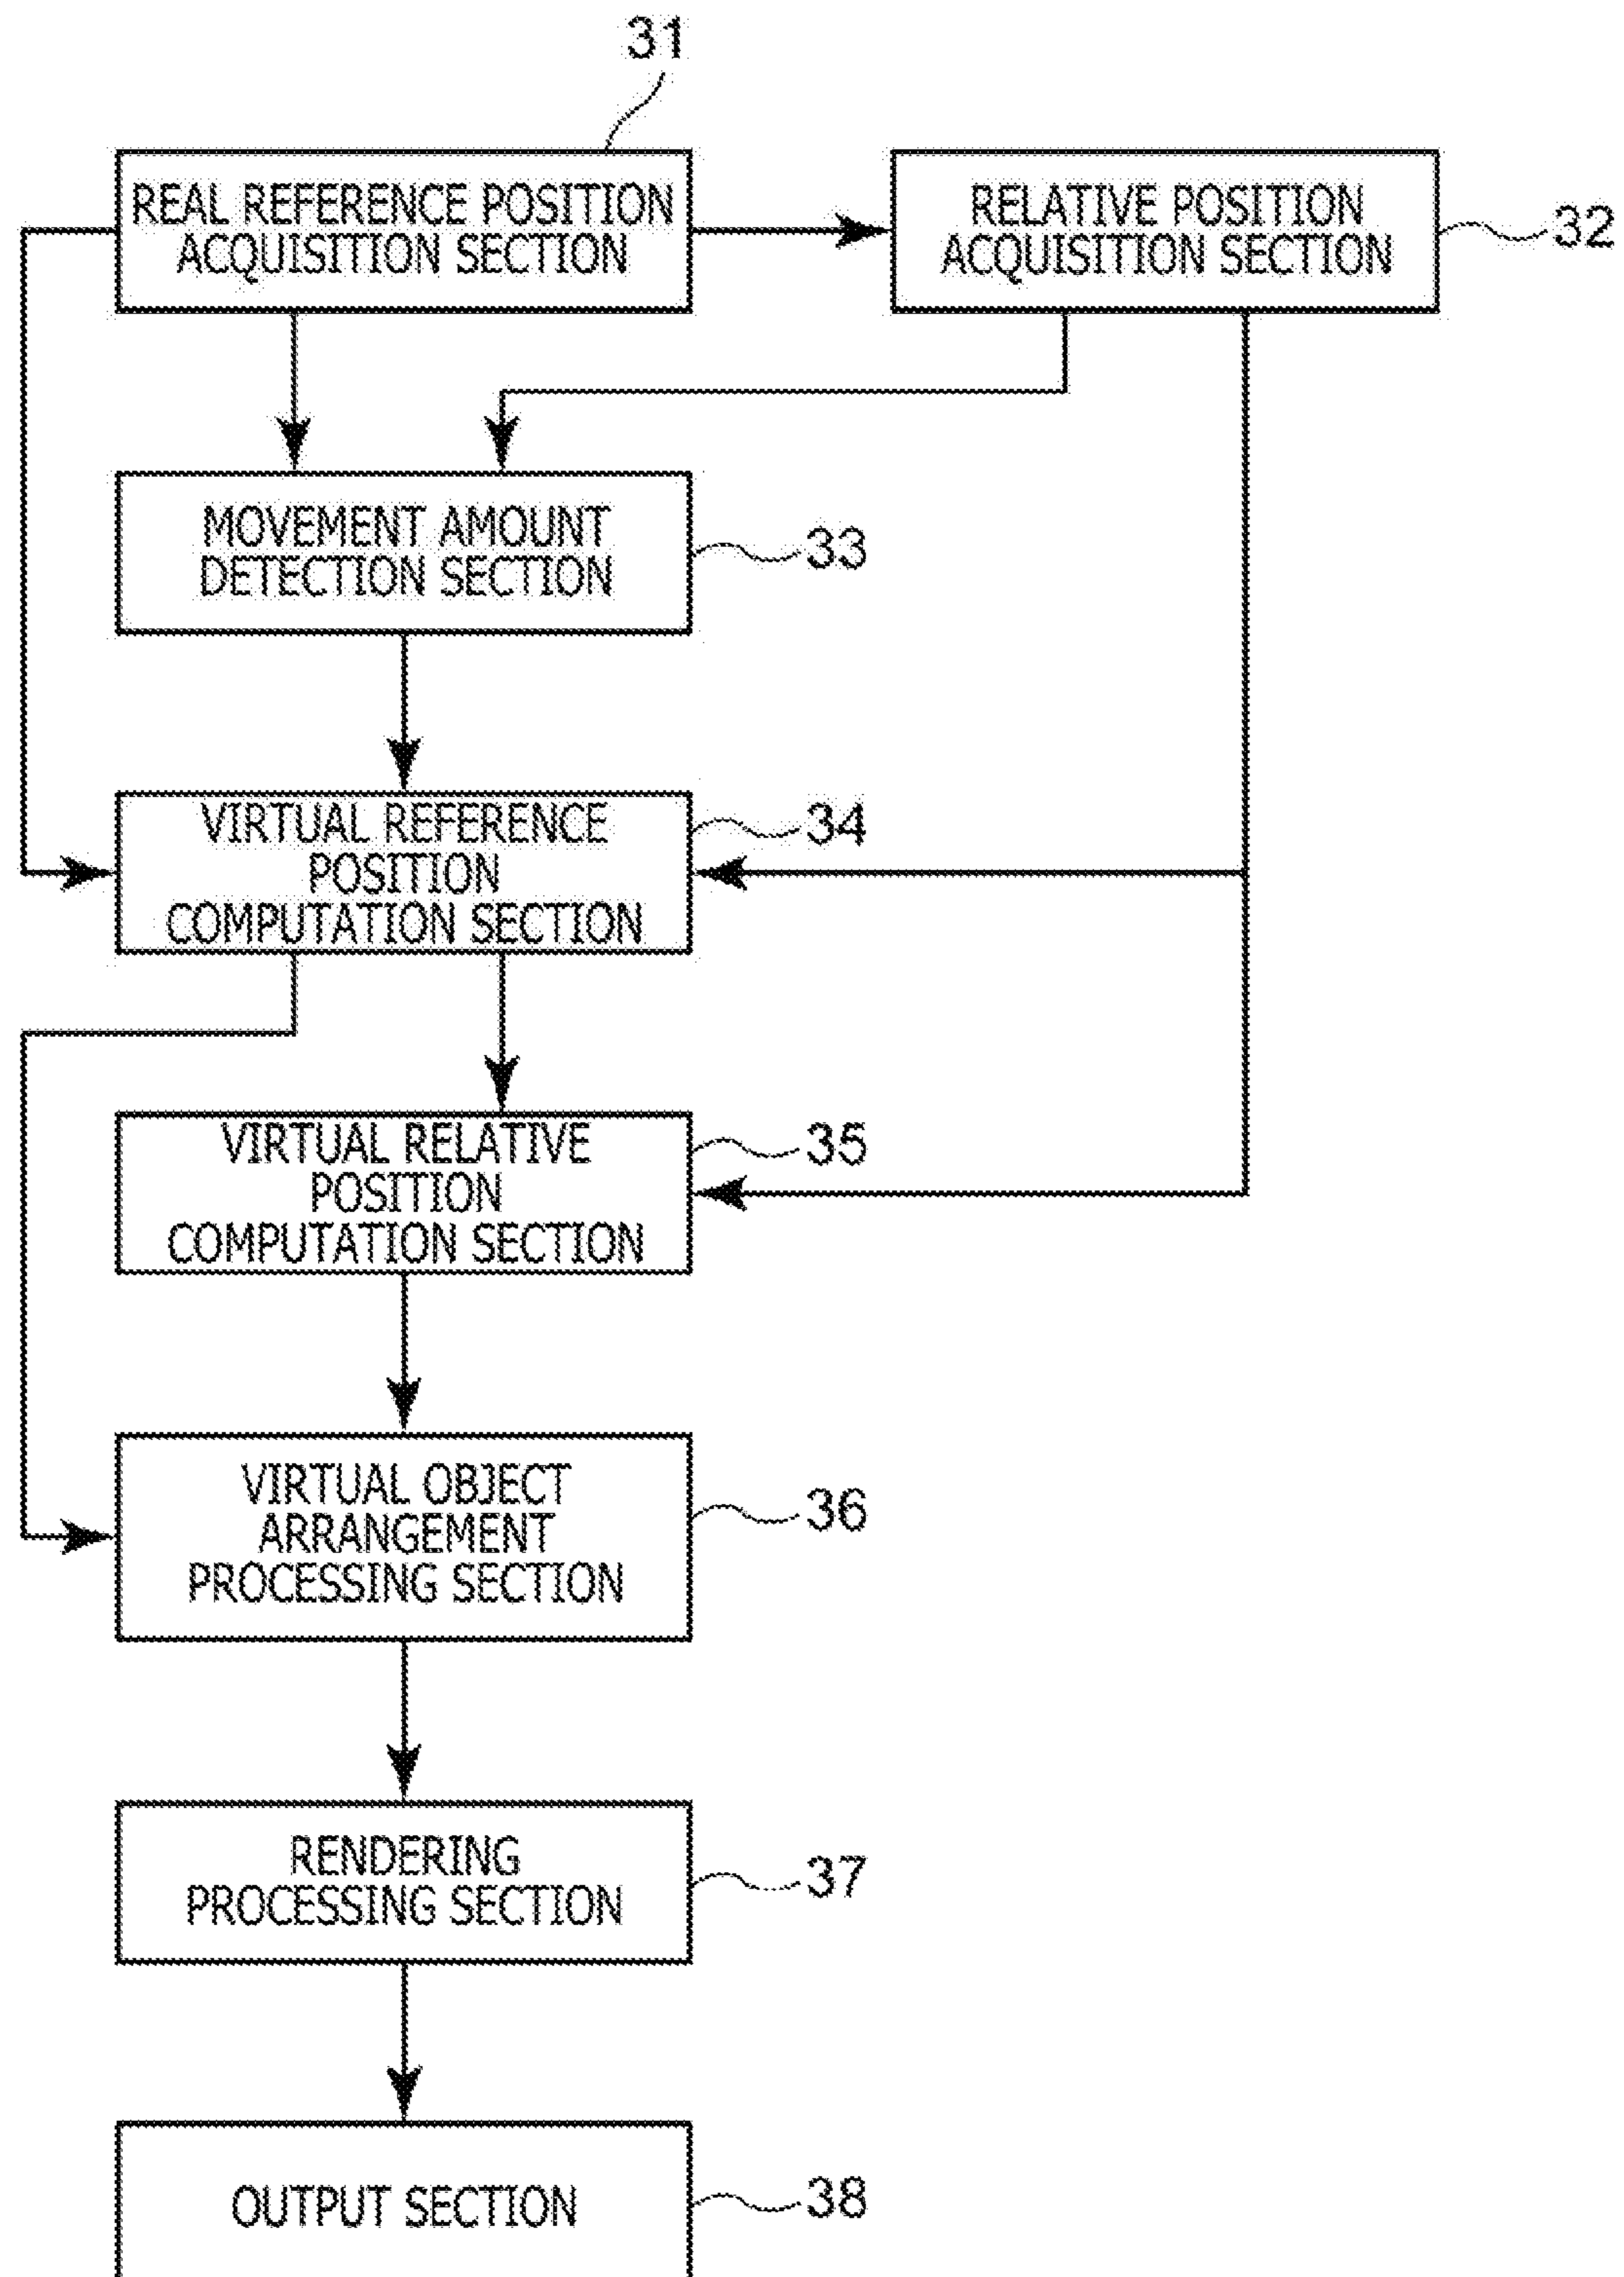 31
REAL REFERENCE POSITION
ACQUISITION SECTION
RELATIVE POSITION
ACQUISITION SECTION
32
MOVEMENT AMOUNT
DETECTION SECTION
33
VIRTUAL REFERENCE
POSITION
COMPUTATION SECTION
34
VIRTUAL RELATIVE
POSITION
COMPUTATION SECTION
35
VIRTUAL OBJECT
ARRANGEMENT
PROCESSING SECTION
36
RENDERING
PROCESSING SECTION
37
OUTPUT SECTION
38